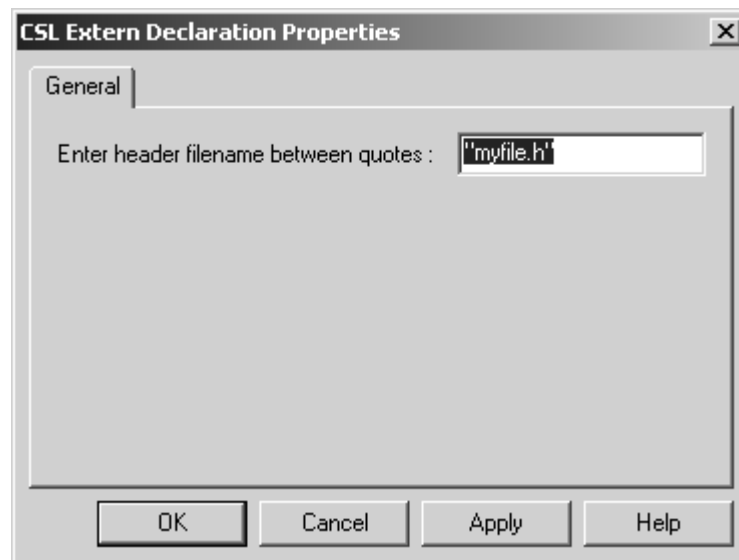 CSL Extern Declaration Properties
General
Enter header filename between quotes : "myfile.h"
OK Cancel Apply Help